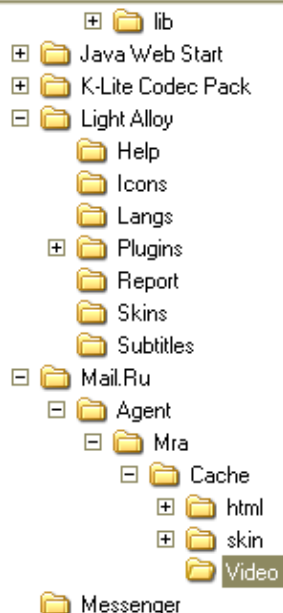 lib
Java Web Start
K-Lite Codec Pack
Light Alloy
Help
Icons
Langs
Plugins
Report
Skins
Subtitles
Mail.Ru
Agent
Mra
Cache
html
skin
Video
Messenger